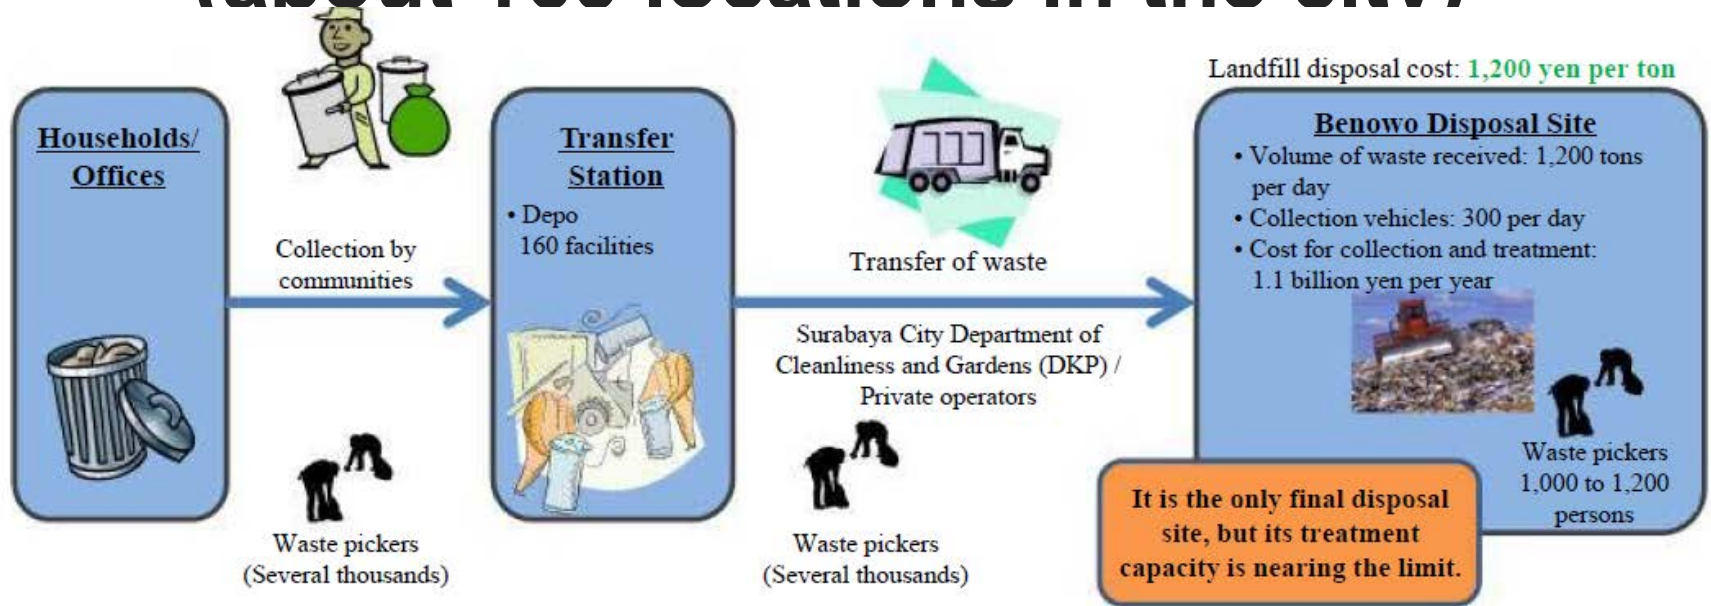 Landfill disposal cost: 1,200 yen per ton
Households/
Offices
Collection by
communities
Waste pickers
(Several thousands)
Transfer
Station
• Depo
160 facilities
Transfer of waste
Surabaya City Department of
Cleanliness and Gardens (DKP) /
Private operators
Waste pickers
(Several thousands)
Benowo Disposal Site
• Volume of waste received: 1,200 tons
per day
• Collection vehicles: 300 per day
• Cost for collection and treatment:
1.1 billion yen per year
Waste pickers
1,000 to 1,200
persons
It is the only final disposal
site, but its treatment
capacity is nearing the limit.